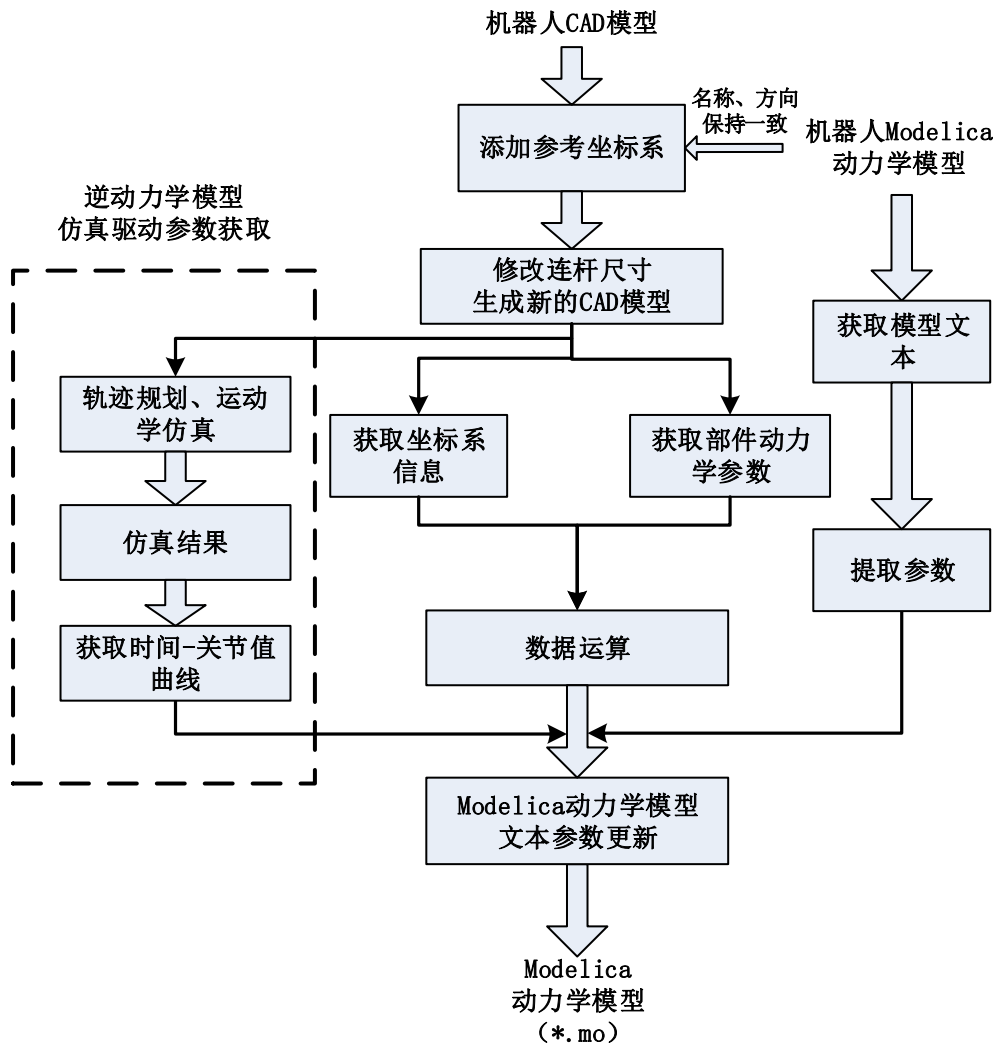 机器人CAD模型
名称、方向
保持一致
添加参考坐标系
机器人Modelica
动力学模型
逆动力学模型
仿真驱动参数获取
修改连杆尺寸
生成新的CAD模型
获取模型文
本
轨迹规划、运动
学仿真
获取坐标系
信息
获取部件动力
学参数
仿真结果
提取参数
获取时间-关节值
曲线
数据运算
Modelica动力学模型
文本参数更新
Modelica
动力学模型
（*.mo）